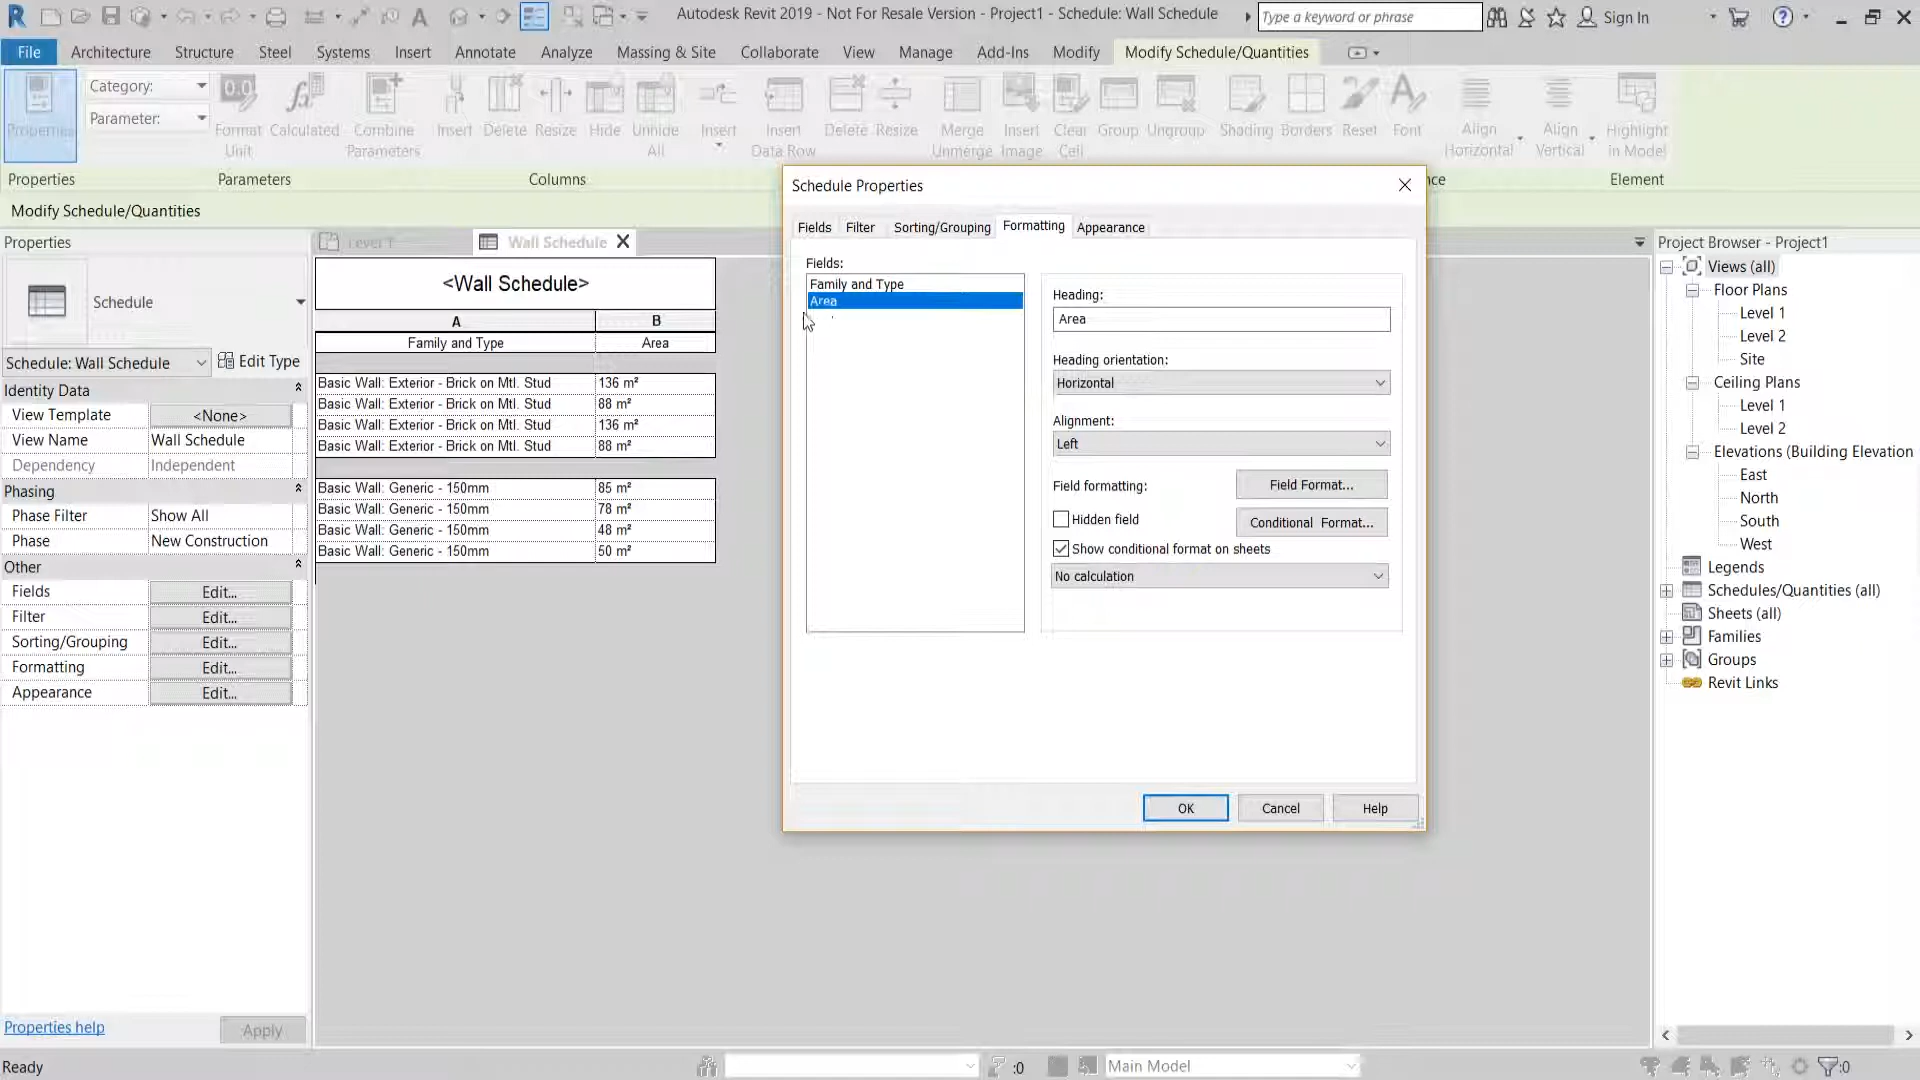 Autodesk Revit 2019 - Not For Resale Version - Project1 - Schedule: Wall Schedule
Type a keyword or phrase
Sign In
File Architecture Structure Steel Systems Insert Annotate Analyze Massing & Site Collaborate View Manage Add-Ins Modify Modify Schedule/Quantities
Properties
Category:
Parameter:
Format Unit
Calculated
Combine Parameters
Insert
Delete
Resize
Hide
Unhide All
Insert
Insert Data Row
Delete
Resize
Merge Unmerge
Insert Image
Clear Cell
Group
Ungroup
Shading
Borders
Reset
Font
Align Horizontal
Align Vertical
Highlight in Model
Properties Parameters Columns Element
Modify Schedule/Quantities
Properties
Schedule
Schedule: Wall Schedule Edit Type
Identity Data
View Template <None>
View Name Wall Schedule
Dependency Independent
Phasing
Phase Filter Show All
Phase New Construction
Other
Fields Edit...
Filter Edit...
Sorting/Grouping Edit...
Formatting Edit...
Appearance Edit...
Properties help Apply
Level 1
Wall Schedule
<Wall Schedule>
A B
Family and Type Area
Basic Wall: Exterior - Brick on Mtl. Stud 136 m²
Basic Wall: Exterior - Brick on Mtl. Stud 88 m²
Basic Wall: Exterior - Brick on Mtl. Stud 136 m²
Basic Wall: Exterior - Brick on Mtl. Stud 88 m²
Basic Wall: Generic - 150mm 85 m²
Basic Wall: Generic - 150mm 78 m²
Basic Wall: Generic - 150mm 48 m²
Basic Wall: Generic - 150mm 50 m²
Schedule Properties
Fields Filter Sorting/Grouping Formatting Appearance
Fields:
Family and Type
Area
Heading:
Area
Heading orientation:
Horizontal
Alignment:
Left
Field formatting: Field Format...
Hidden field Conditional Format...
Show conditional format on sheets
No calculation
OK Cancel Help
Project Browser - Project1
Views (all)
Floor Plans
Level 1
Level 2
Site
Ceiling Plans
Level 1
Level 2
Elevations (Building Elevation
East
North
South
West
Legends
Schedules/Quantities (all)
Sheets (all)
Families
Groups
Revit Links
Ready
:0
Main Model
:0